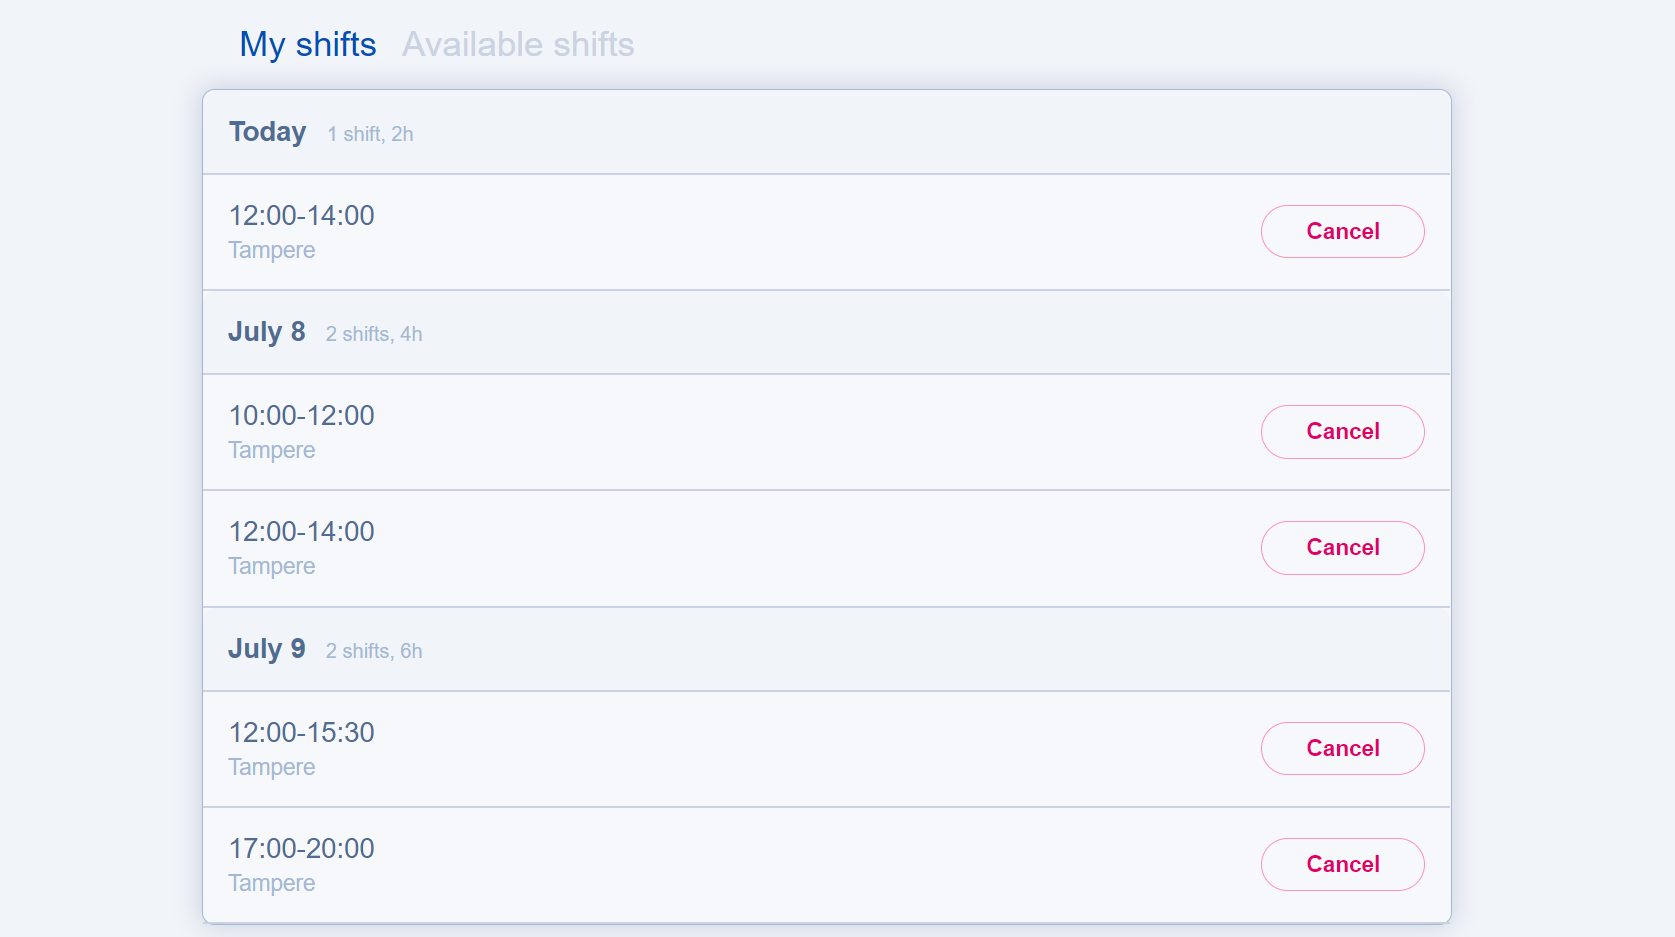 My shifts Available shifts
Today 1 shift, 2h
12:00-14:00
Tampere
Cancel
July 8 2 shifts, 4h
10:00-12:00
Tampere
Cancel
12:00-14:00
Tampere
Cancel
July 9 2 shifts, 6h
12:00-15:30
Tampere
Cancel
17:00-20:00
Tampere
Cancel